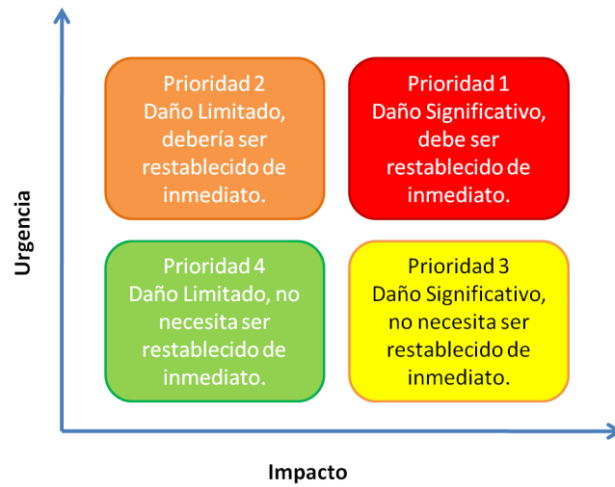 Prioridad 2
Daño Limitado,
debería ser
restablecido de
inmediato.
Prioridad 1
Daño Significativo,
debe ser
restablecido de
inmediato.
Urgencia
Prioridad 4
Daño Limitado, no
necesita ser
restablecido de
inmediato.
Prioridad 3
Daño Significativo,
no necesita ser
restablecido de
inmediato.
Impacto